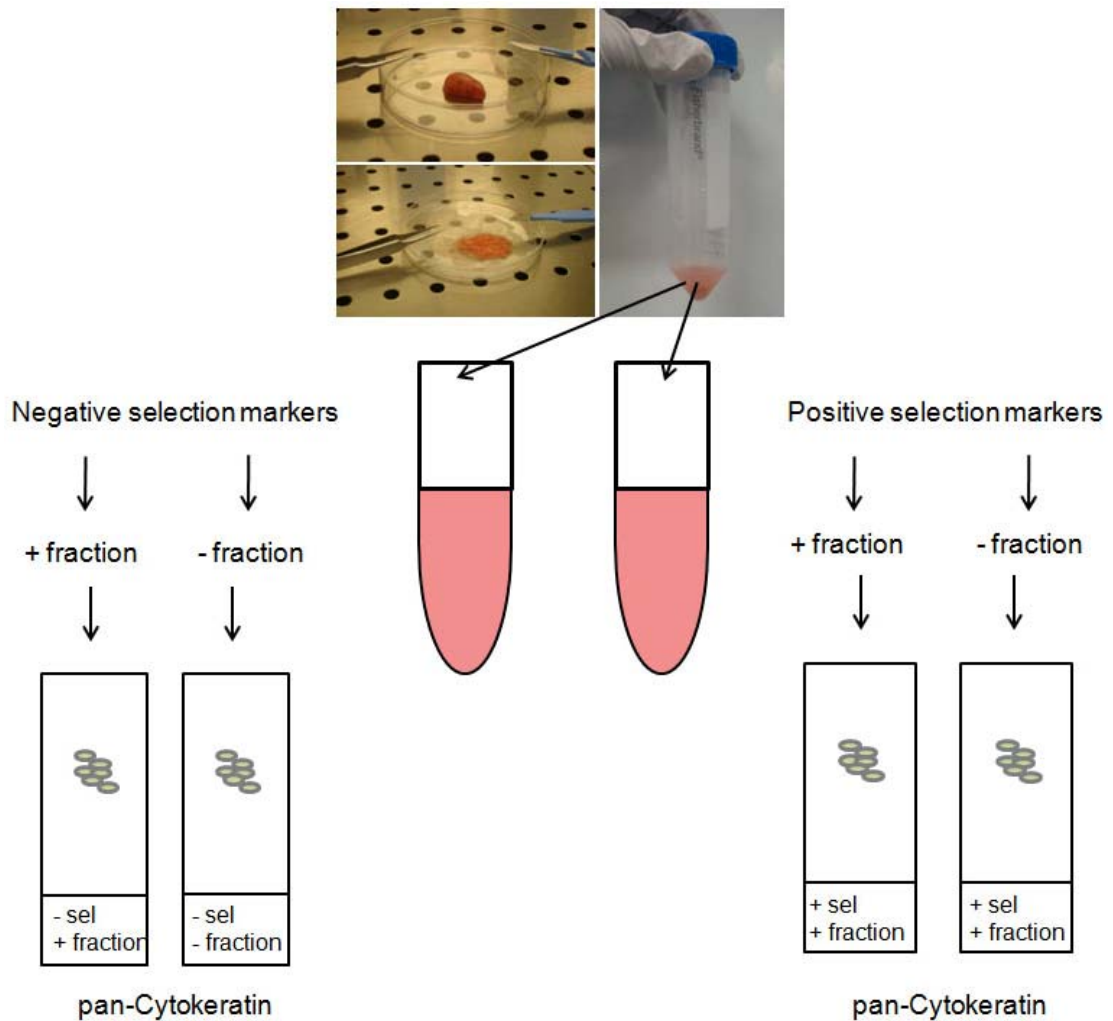 Fisherbrand
Negative selection markers
Positive selection markers
+ fraction
- fraction
+ fraction
- fraction
- sel
+ fraction
- sel
- fraction
+ sel
+ fraction
+ sel
+ fraction
pan-Cytokeratin
pan-Cytokeratin